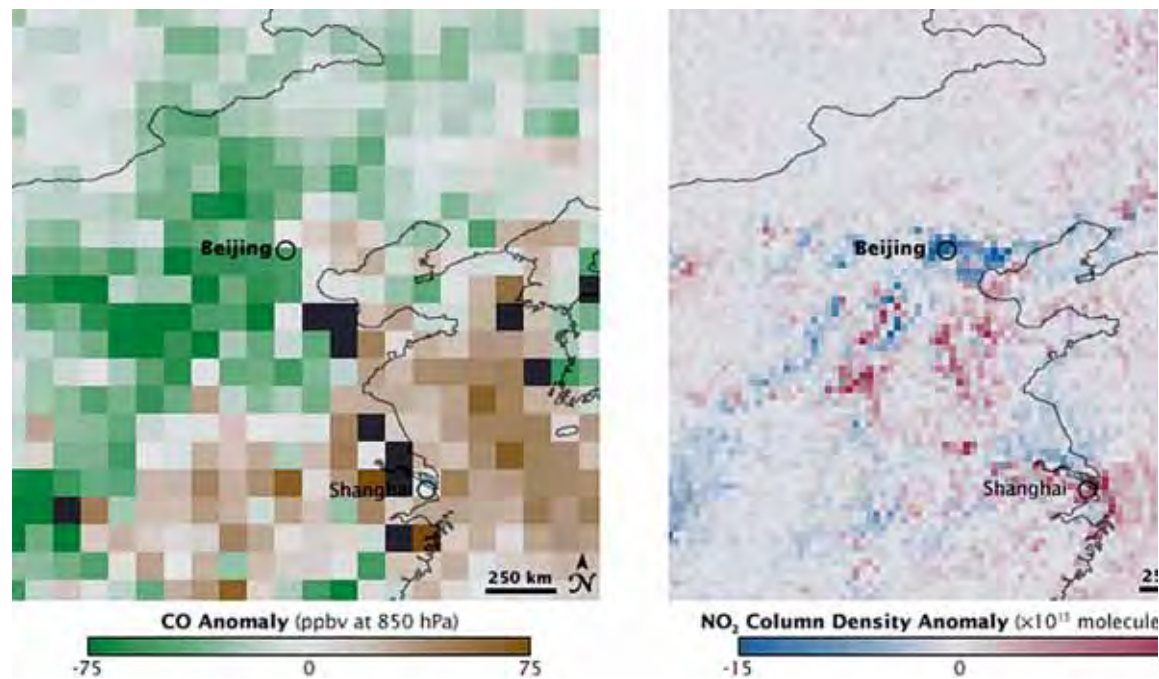 Beijing
Shanghai
250 km
N
CO Anomaly (ppbv at 850 hPa)
-75 0 75
Beijing
Shanghai
NO₂ Column Density Anomaly
-15 0